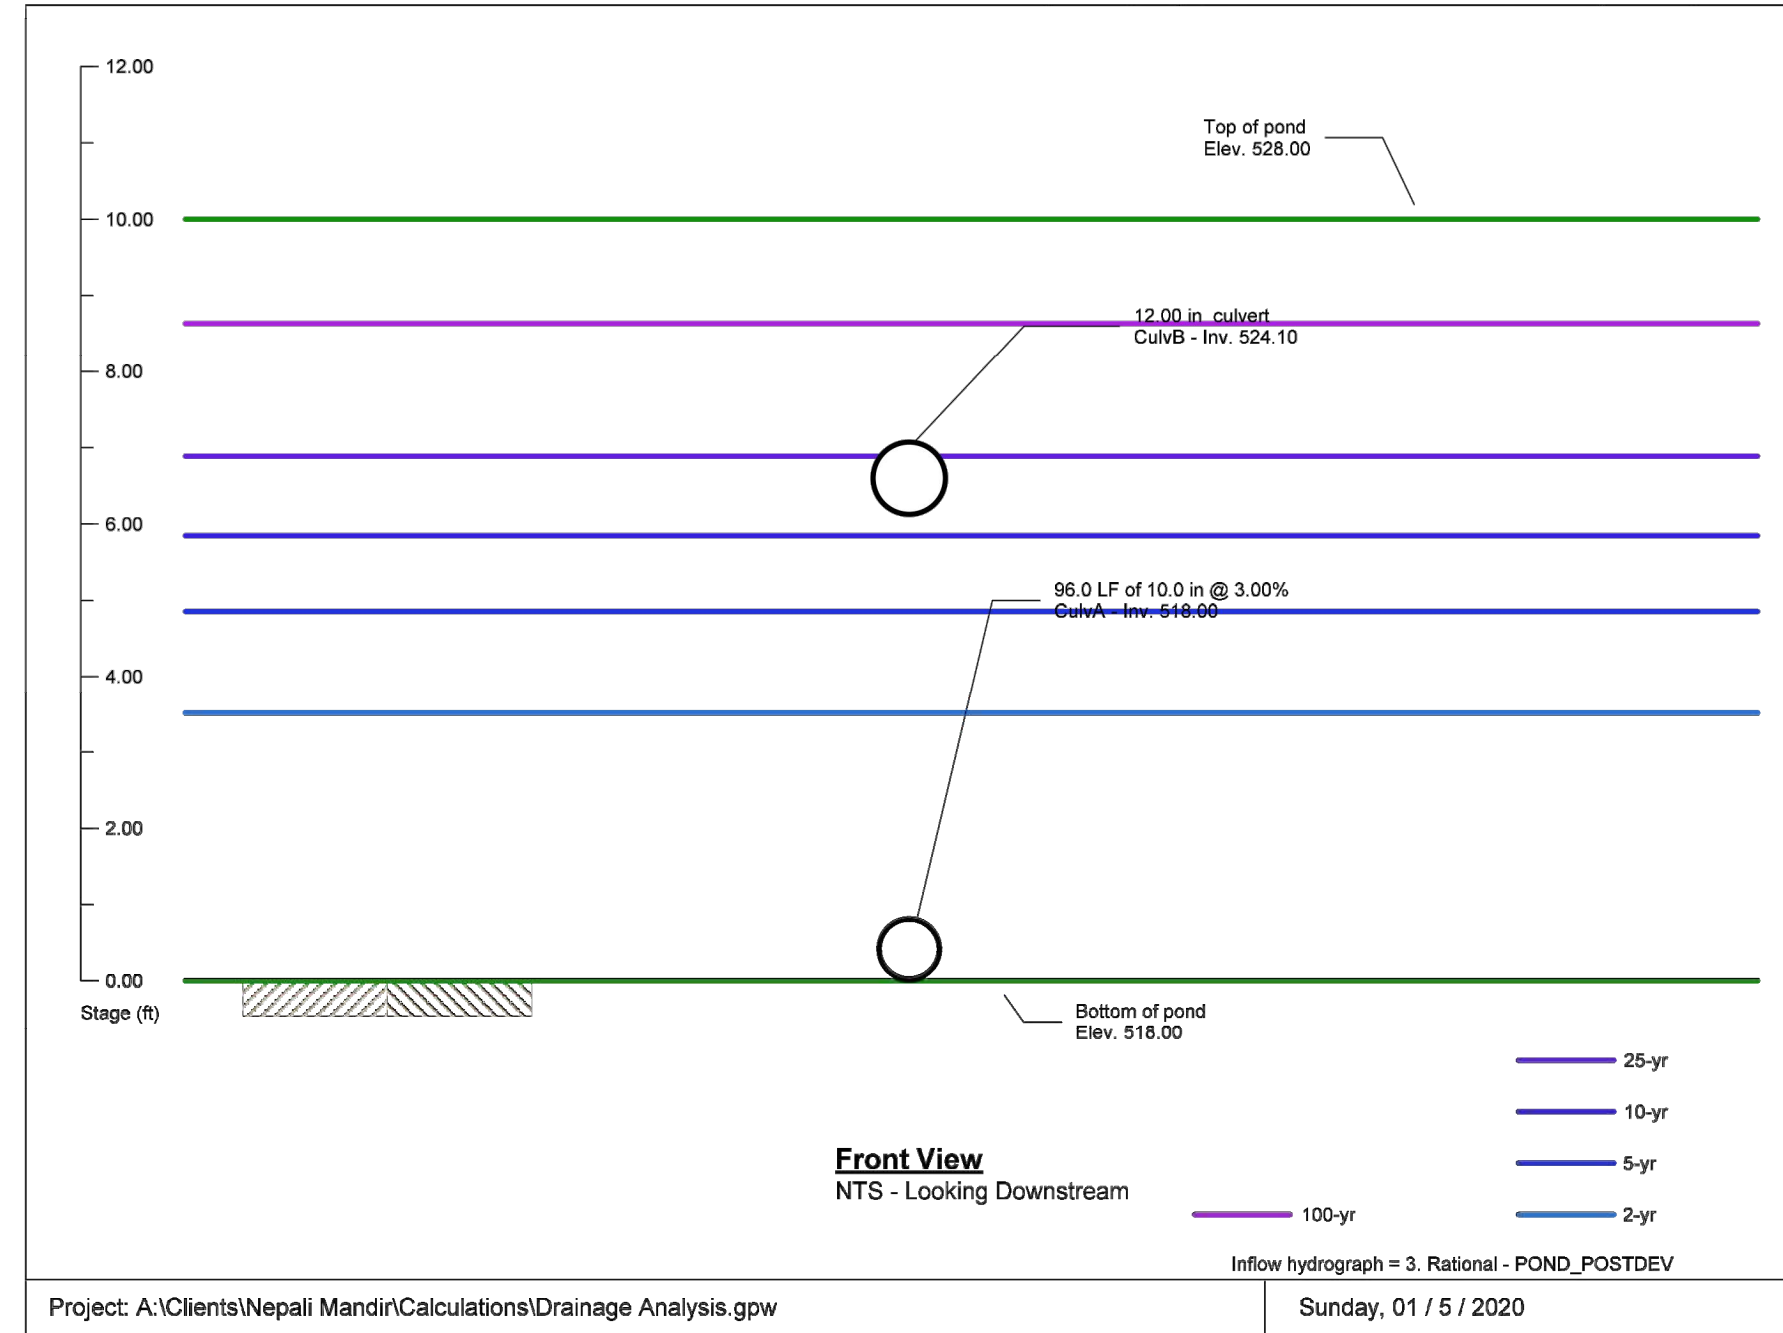 12.00
Top of pond
Elev. 528.00
10.00
12.00 in  culvert
CulvB - Inv. 524.10
8.00
6.00
96.0 LF of 10.0 in @ 3.00%
CulvA - Inv. 518.00
4.00
2.00
0.00
Stage (ft)
Bottom of pond
Elev. 518.00
25-yr
10-yr
5-yr
Front View
NTS - Looking Downstream
100-yr
2-yr
Inflow hydrograph = 3. Rational - POND_POSTDEV
Project: A:\Clients\Nepali Mandir\Calculations\Drainage Analysis.gpw
Sunday, 01 / 5 / 2020